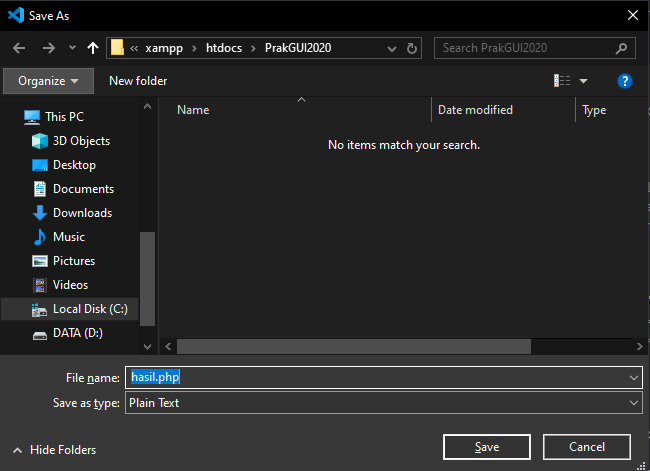 Save As
« xampp › htdocs › PrakGUI2020
Search PrakGUI2020
Organize
New folder
?
This PC
3D Objects
Desktop
Documents
Downloads
Music
Pictures
Videos
Local Disk (C:)
DATA (D:)
Name
Date modified
Type
No items match your search.
File name: hasil.php
Save as type: Plain Text
Hide Folders
Save
Cancel